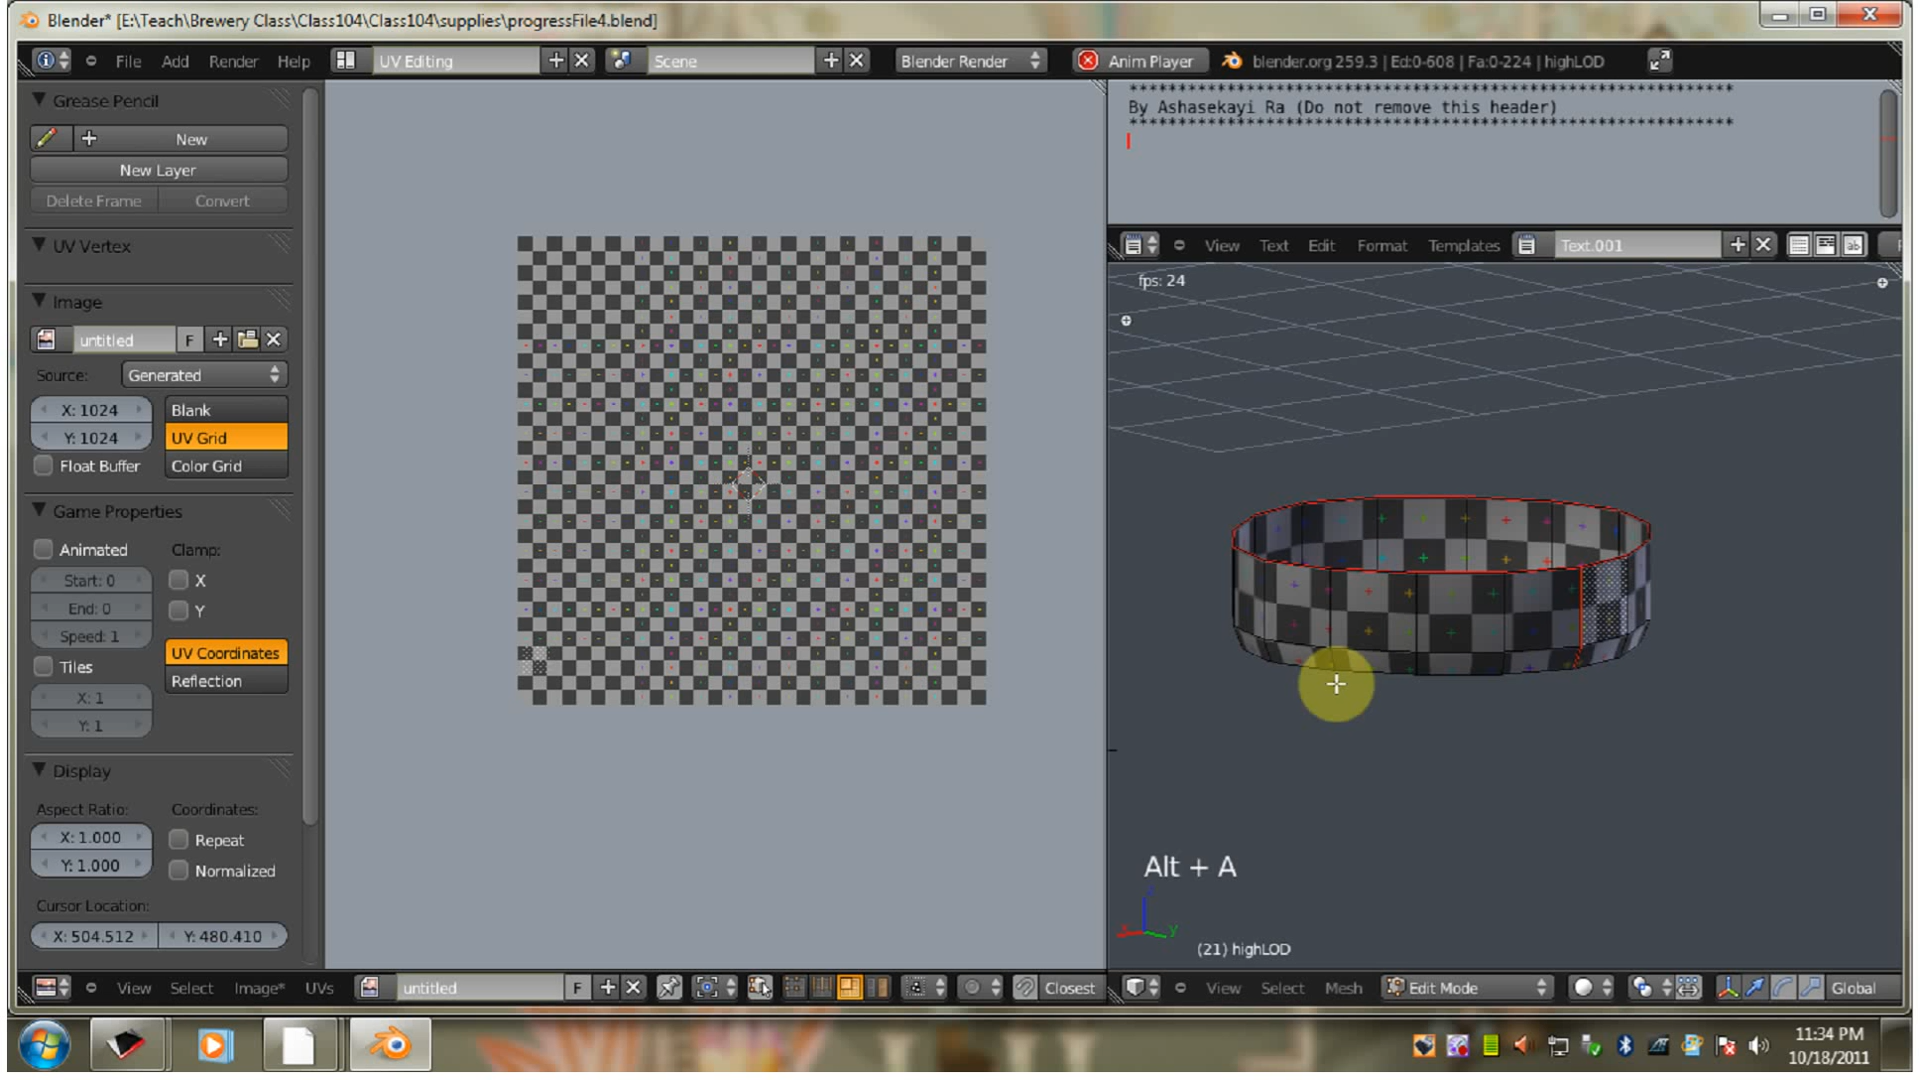 Blender* [E:\Teach\Brewery Class\Class104\Class104\supplies\progressFile4.blend]
File Add Render Help UV Editing Scene Blender Render Anim Player blender.org 259.3 | Ed:0-608 | Fa:0-224 | highLOD
Grease Pencil
New
New Layer
Delete Frame Convert
UV Vertex
Image
untitled F
Source: Generated
X: 1024 Blank
Y: 1024 UV Grid
Float Buffer Color Grid
Game Properties
Animated Clamp:
Start: 0 X
End: 0 Y
Speed: 1
UV Coordinates
Tiles Reflection
X: 1
Y: 1
Display
Aspect Ratio: Coordinates:
X: 1.000 Repeat
Y: 1.000 Normalized
Cursor Location:
X: 504.512 Y: 480.410
View Select Image* UVs untitled F Closest
******************************************************************
By Ashasekayi Ra (Do not remove this header)
******************************************************************
View Text Edit Format Templates Text.001
fps: 24
Alt + A
x y
(21) highLOD
View Select Mesh Edit Mode Global
11:34 PM
10/18/2011